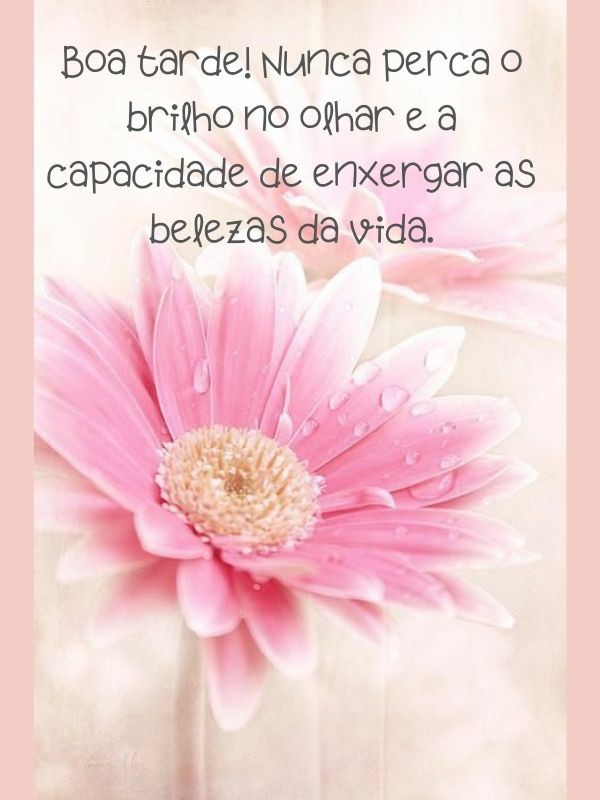 Boa tarde! Nunca perca o
brilho no olhar e a
capacidade de enxergar as
belezas da vida.